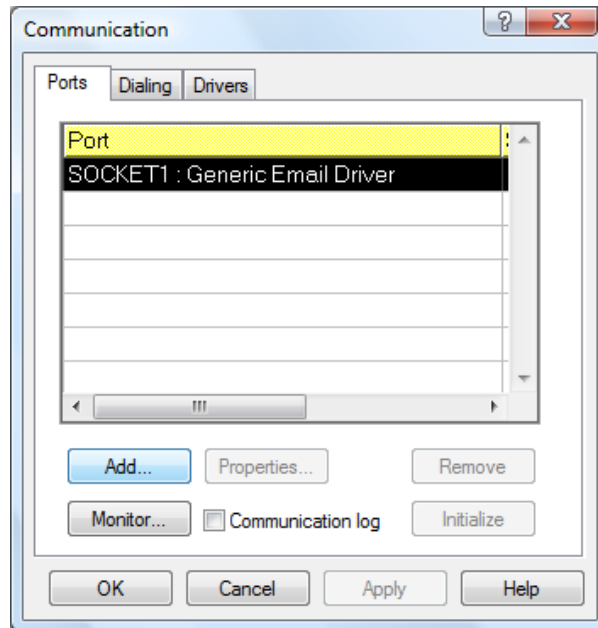 Communication
Ports Dialing Drivers
Port
SOCKET1 : Generic Email Driver
Add... Properties... Remove
Monitor... Communication log Initialize
OK Cancel Apply Help